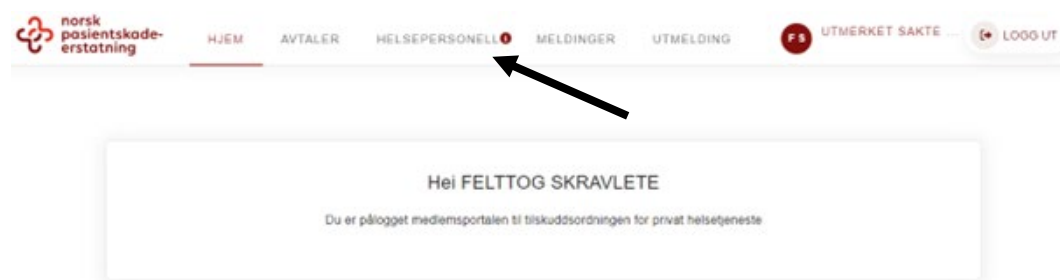 norsk
pasientskade-
erstatning
HJEM AVTALER HELSEPERSONELL MELDINGER UTMELDING FS UTMERKET SAKTE ... LOGG UT
Hei FELTTOG SKRAVLETE
Du er pålogget medlemsportalen til tilskuddsordningen for privat helsetjeneste